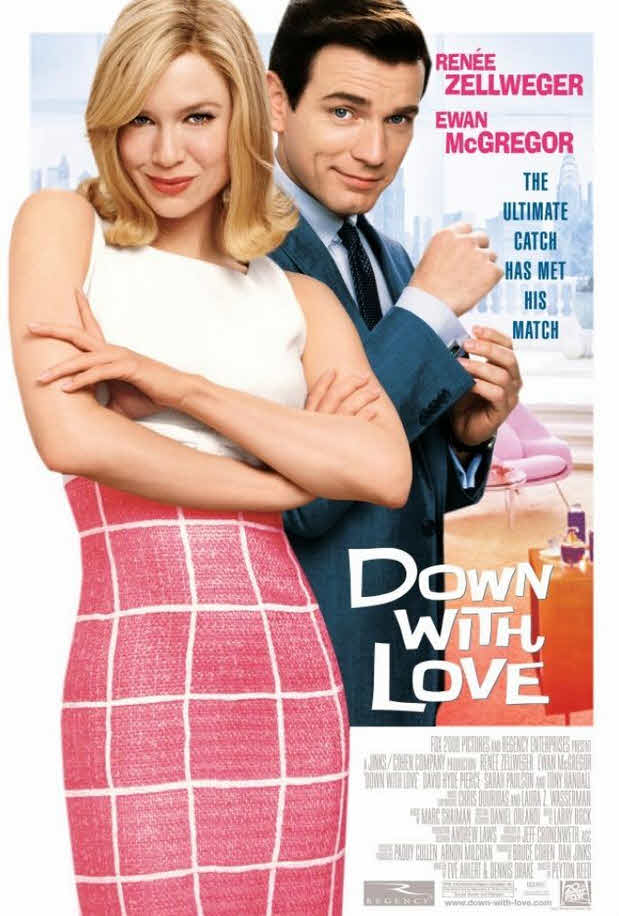 RENÉE
ZELLWEGER
EWAN
McGREGOR
THE
ULTIMATE
CATCH
HAS MET
HIS
MATCH
DOWN
WITH
LOVE
FOX 2000 PICTURES AND REGENCY ENTERPRISES PRESENT
A JINKS/COHEN COMPANY PRODUCTION RENÉE ZELLWEGER EWAN McGREGOR
"DOWN WITH LOVE" DAVID HYDE PIERCE SARAH PAULSON AND TONY RANDALL
CHRIS DOURIDAS AND LAURA Z. WASSERMAN
MARC SHAIMAN DANIEL ORLANDI LARRY BOCK
ANDREW LAWS JEFF CRONENWETH, ASC
PADDY CULLEN ARNON MILCHAN BRUCE COHEN DAN JINKS
EVE AHLERT & DENNIS DRAKE PEYTON REED
REGENCY
www.down-with-love.com